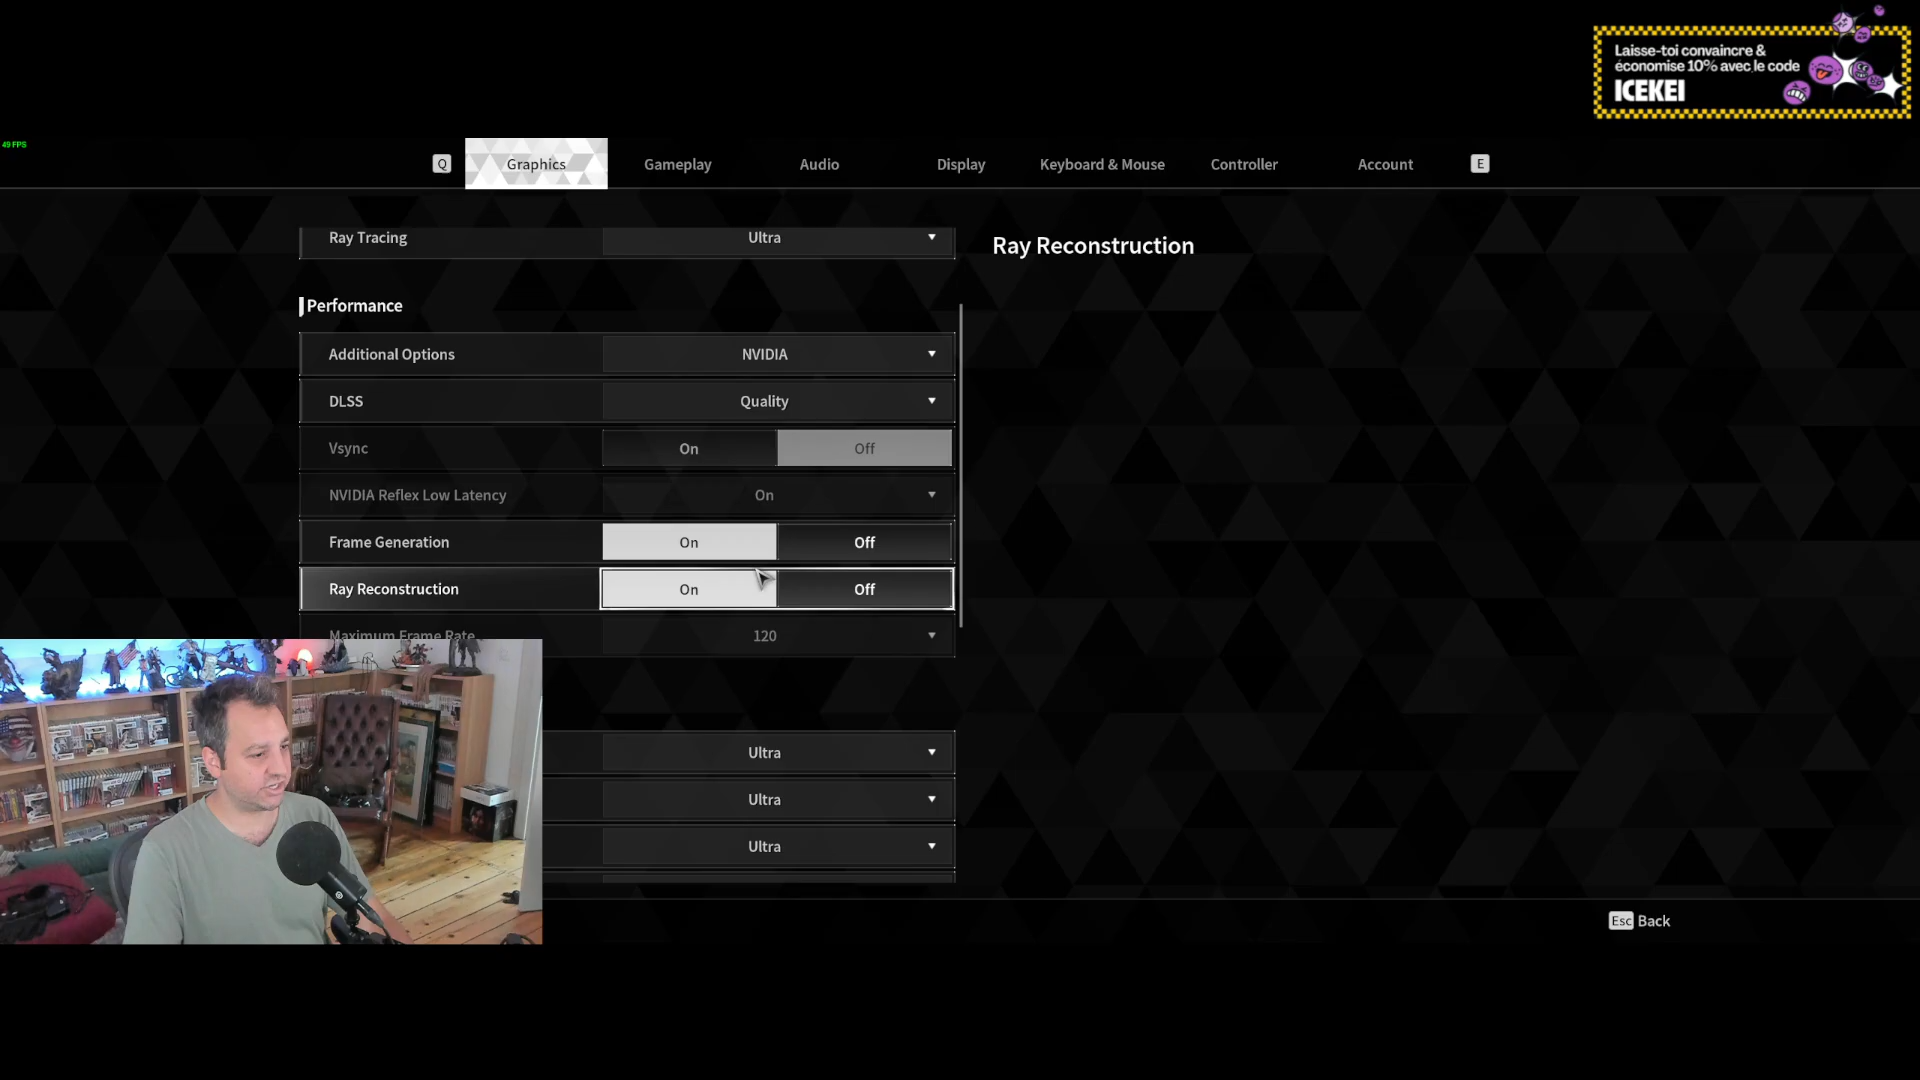 Laisse-toi convaincre &
économise 10% avec le code
ICEKEI
49 FPS
Q
Graphics
Gameplay
Audio
Display
Keyboard & Mouse
Controller
Account
E
Ray Tracing
Ultra
Ray Reconstruction
Performance
Additional Options
NVIDIA
DLSS
Quality
Vsync
On
Off
NVIDIA Reflex Low Latency
On
Frame Generation
On
Off
Ray Reconstruction
On
Off
Maximum Frame Rate
120
Ultra
Ultra
Ultra
Esc Back